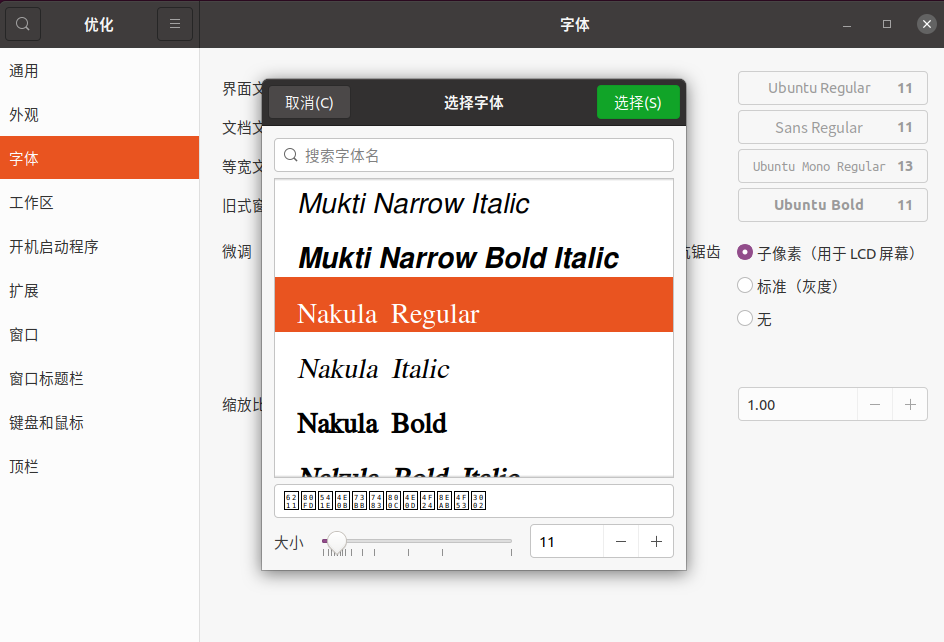 优化
字体
通用
外观
字体
工作区
开机启动程序
扩展
窗口
窗口标题栏
键盘和鼠标
顶栏
界面文
Ubuntu Regular 11
文档文
Sans Regular 11
等宽文
Ubuntu Mono Regular 13
旧式窗
Ubuntu Bold 11
微调
锯齿
子像素（用于 LCD 屏幕）
标准（灰度）
无
缩放比
1.00
取消(C)
选择字体
选择(S)
搜索字体名
Mukti Narrow Italic
Mukti Narrow Bold Italic
Nakula Regular
Nakula Italic
Nakula Bold
Nakula Bold Italic
大小
11